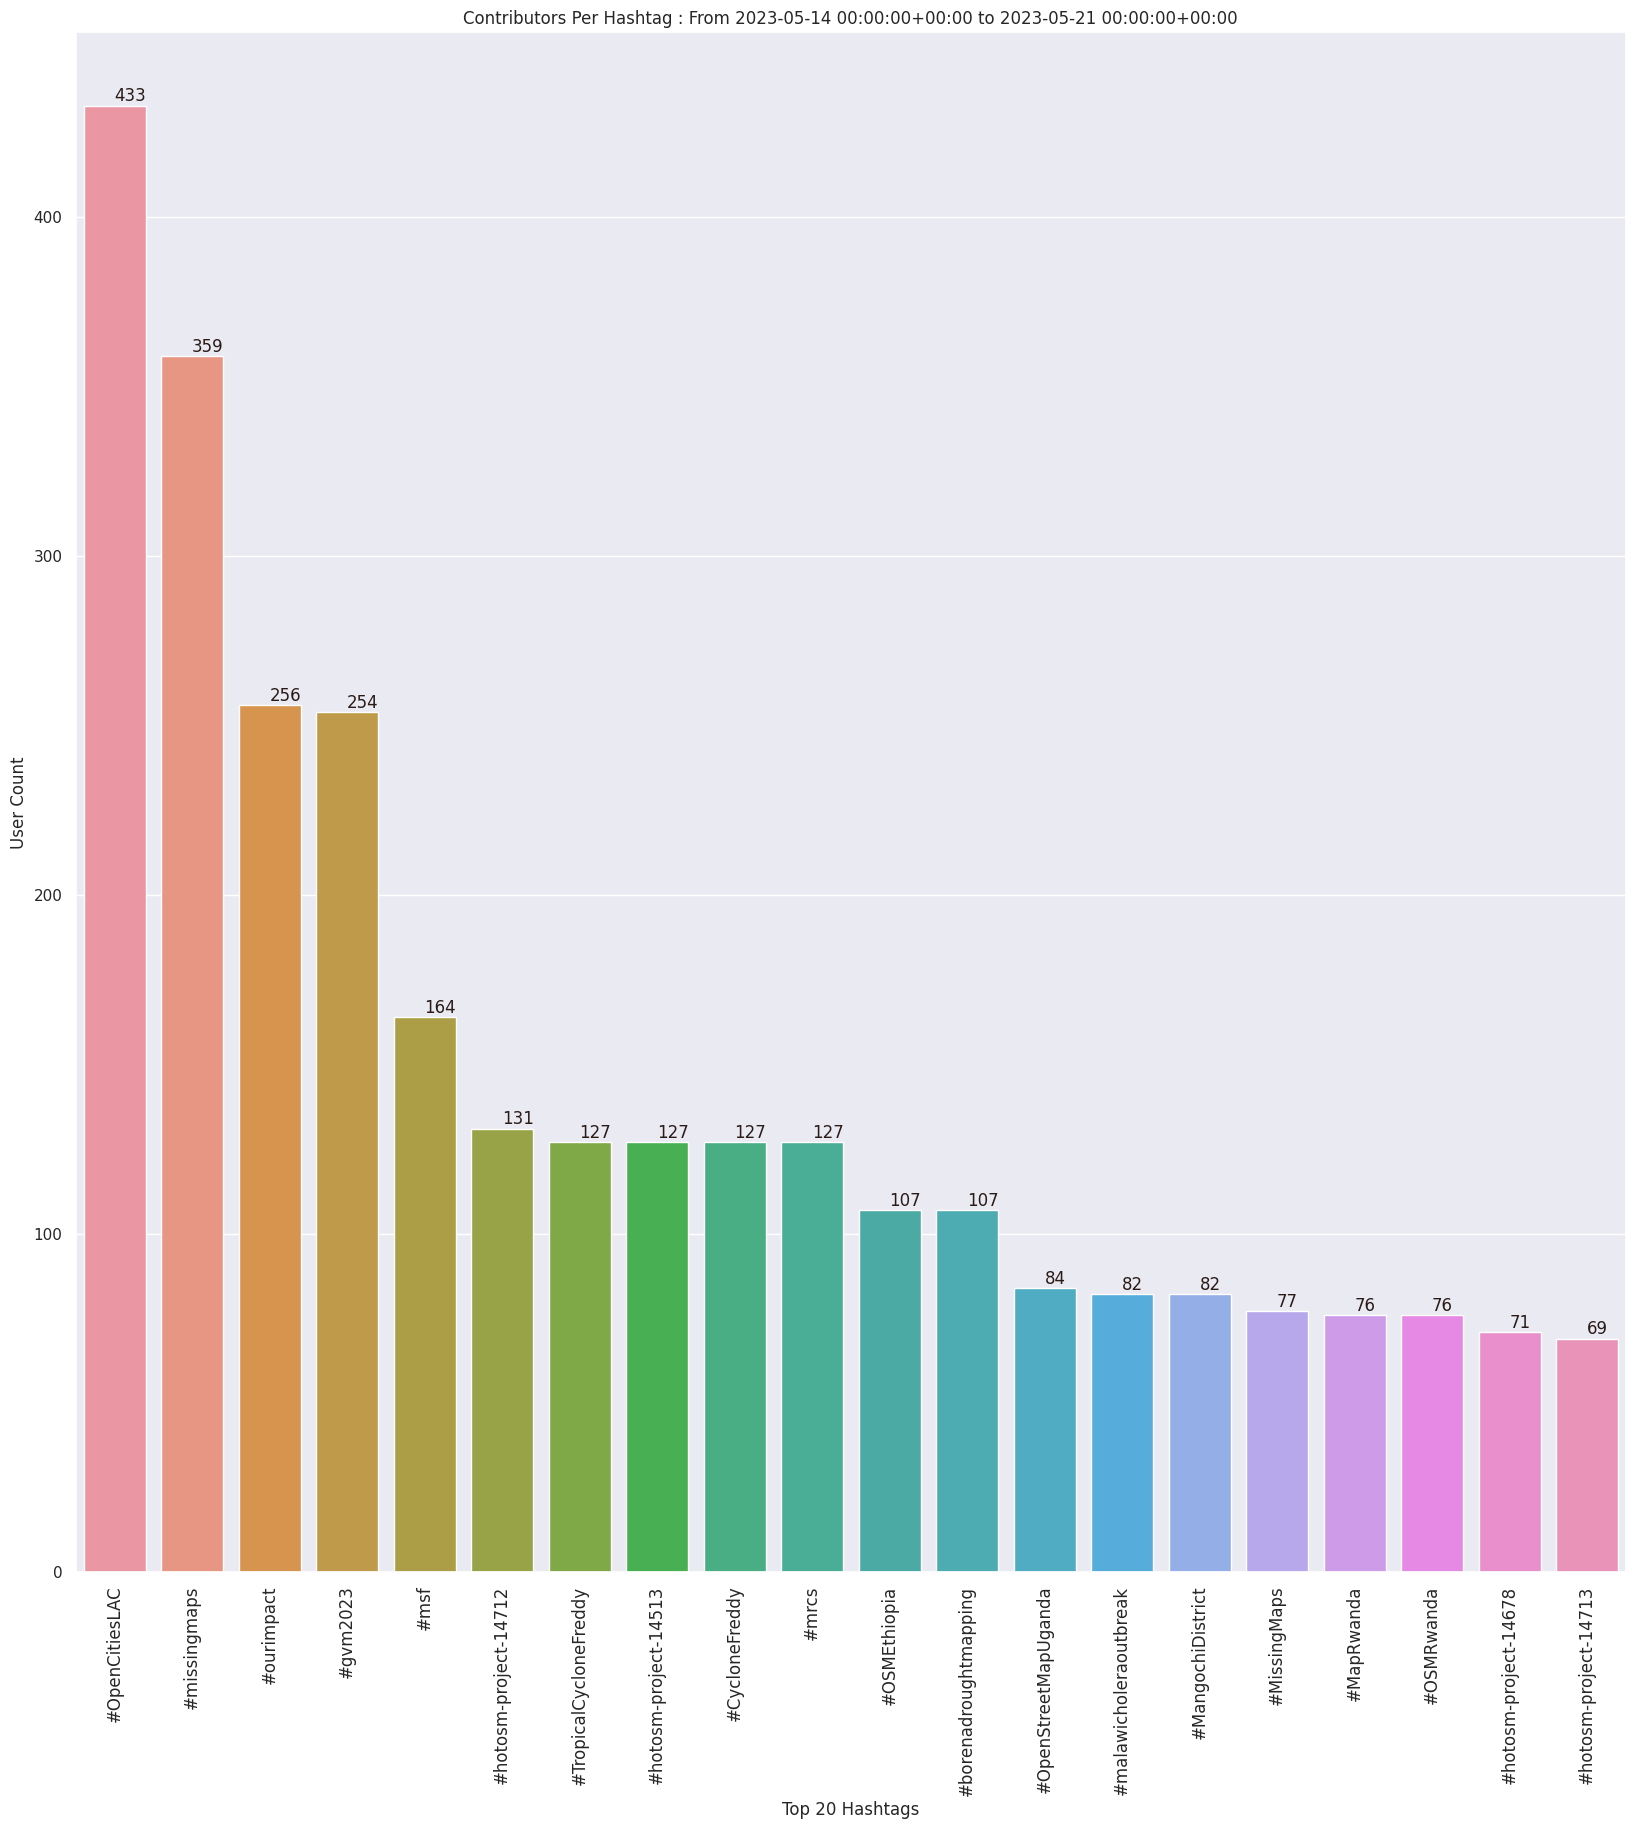 Contributors Per Hashtag : From 2023-05-14 00:00:00+00:00 to 2023-05-21 00:00:00+00:00
433
359
256
254
164
131
127
127
127
127
107
107
84
82
82
77
76
76
71
69
400
300
200
100
0
User Count
#OpenCitiesLAC
#missingmaps
#ourimpact
#gvm2023
#msf
#hotosm-project-14712
#TropicalCycloneFreddy
#hotosm-project-14513
#CycloneFreddy
#mrcs
#OSMEthiopia
#borenadroughtmapping
#OpenStreetMapUganda
#malawicholeraoutbreak
#MangochiDistrict
#MissingMaps
#MapRwanda
#OSMRwanda
#hotosm-project-14678
#hotosm-project-14713
Top 20 Hashtags